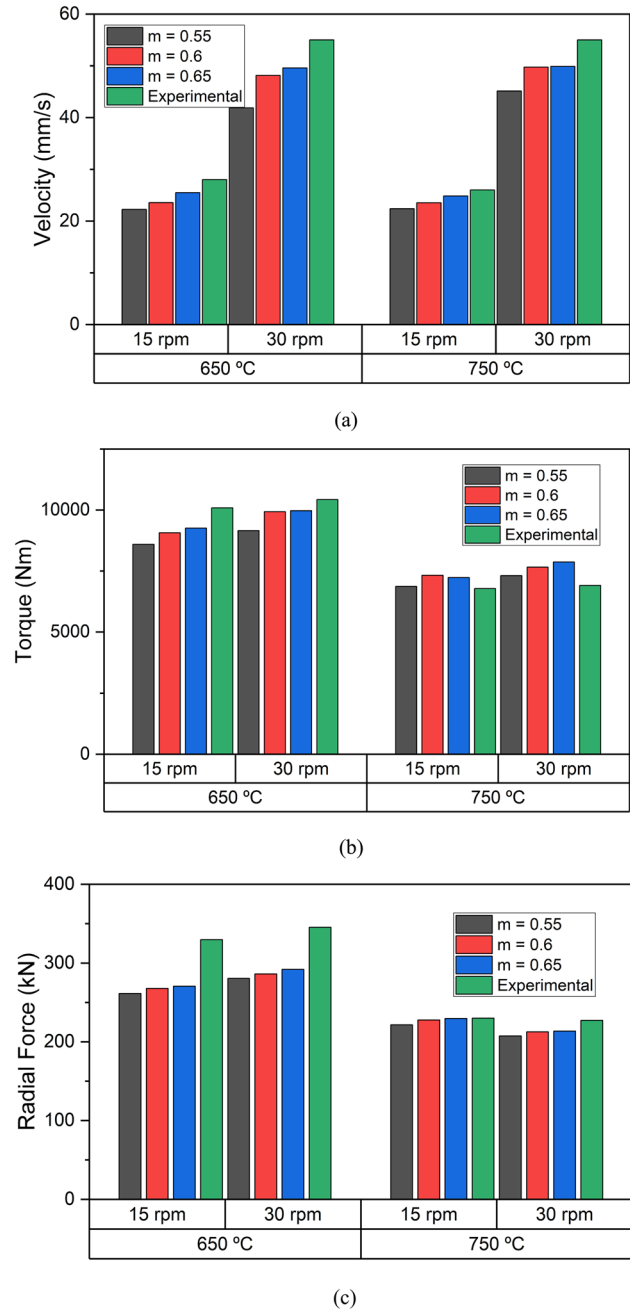 60
40
20
0
Velocity (mm/s)
m = 0.55
m = 0.6
m = 0.65
Experimental
15 rpm 30 rpm 15 rpm 30 rpm
650 ºC 750 ºC
(a)
10000
5000
0
Torque (Nm)
m = 0.55
m = 0.6
m = 0.65
Experimental
15 rpm 30 rpm 15 rpm 30 rpm
650 ºC 750 ºC
(b)
400
300
200
100
0
Radial Force (kN)
m = 0.55
m = 0.6
m = 0.65
Experimental
15 rpm 30 rpm 15 rpm 30 rpm
650 ºC 750 ºC
(c)